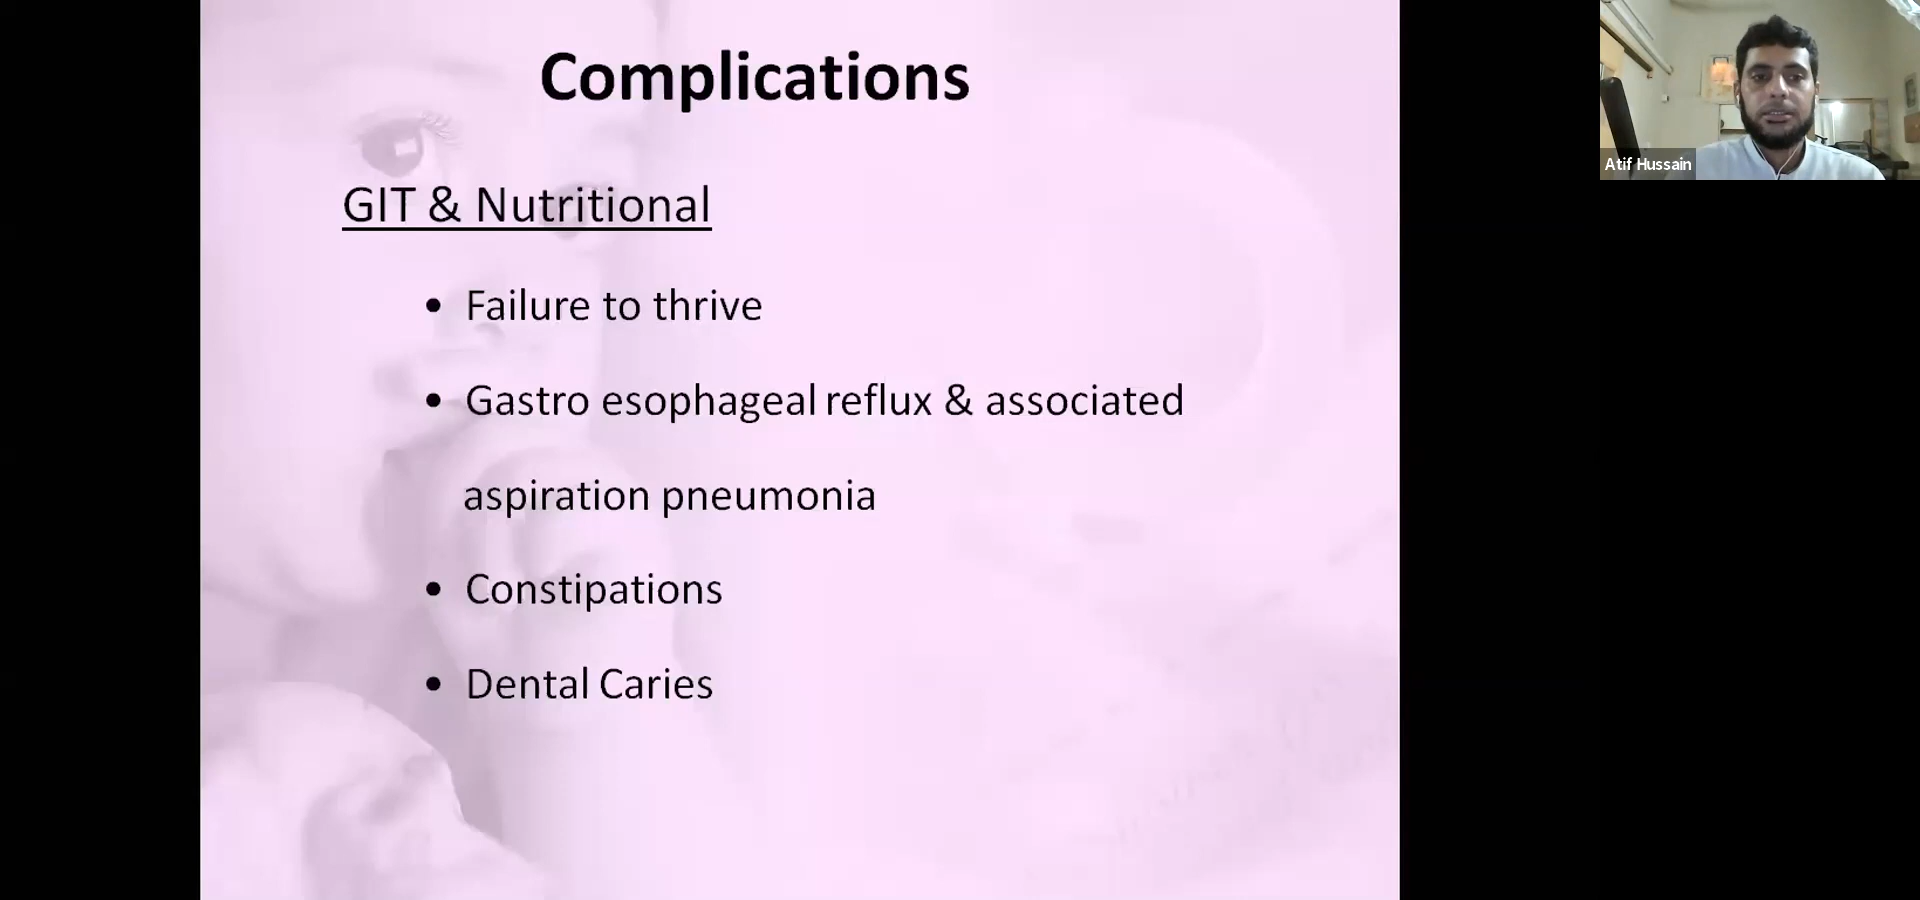 Complications
GIT & Nutritional
• Failure to thrive
• Gastro esophageal reflux & associated
aspiration pneumonia
• Constipations
• Dental Caries
Atif Hussain